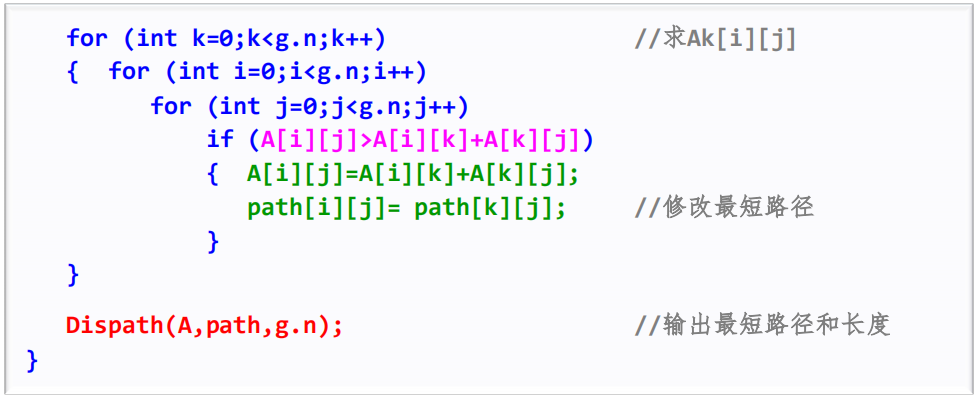 for (int k=0;k<g.n;k++) //求Ak[i][j]
{ for (int i=0;i<g.n;i++)
for (int j=0;j<g.n;j++)
if (A[i][j]>A[i][k]+A[k][j])
{ A[i][j]=A[i][k]+A[k][j];
path[i][j]= path[k][j]; //修改最短路径
}
}
Dispath(A,path,g.n); //输出最短路径和长度
}